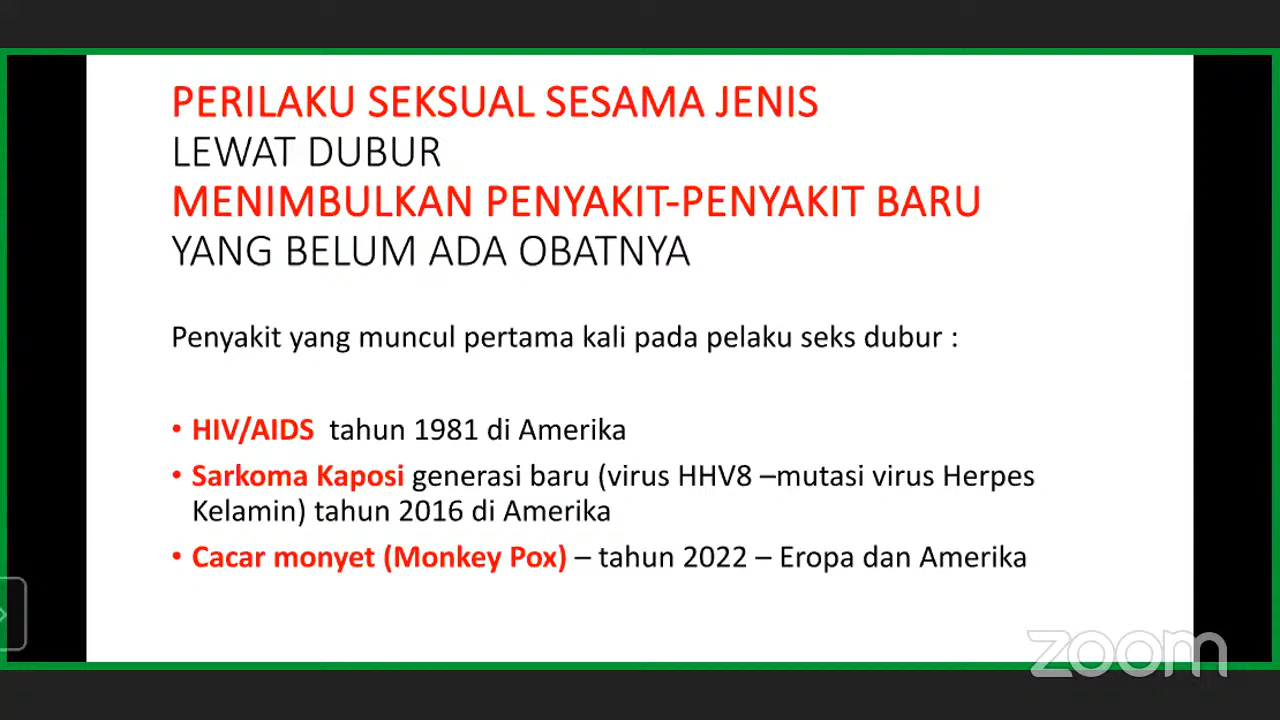 PERILAKU SEKSUAL SESAMA JENIS
LEWAT DUBUR
MENIMBULKAN PENYAKIT-PENYAKIT BARU
YANG BELUM ADA OBATNYA
Penyakit yang muncul pertama kali pada pelaku seks dubur :
• HIV/AIDS tahun 1981 di Amerika
• Sarkoma Kaposi generasi baru (virus HHV8 –mutasi virus Herpes
Kelamin) tahun 2016 di Amerika
• Cacar monyet (Monkey Pox) – tahun 2022 – Eropa dan Amerika
zoom